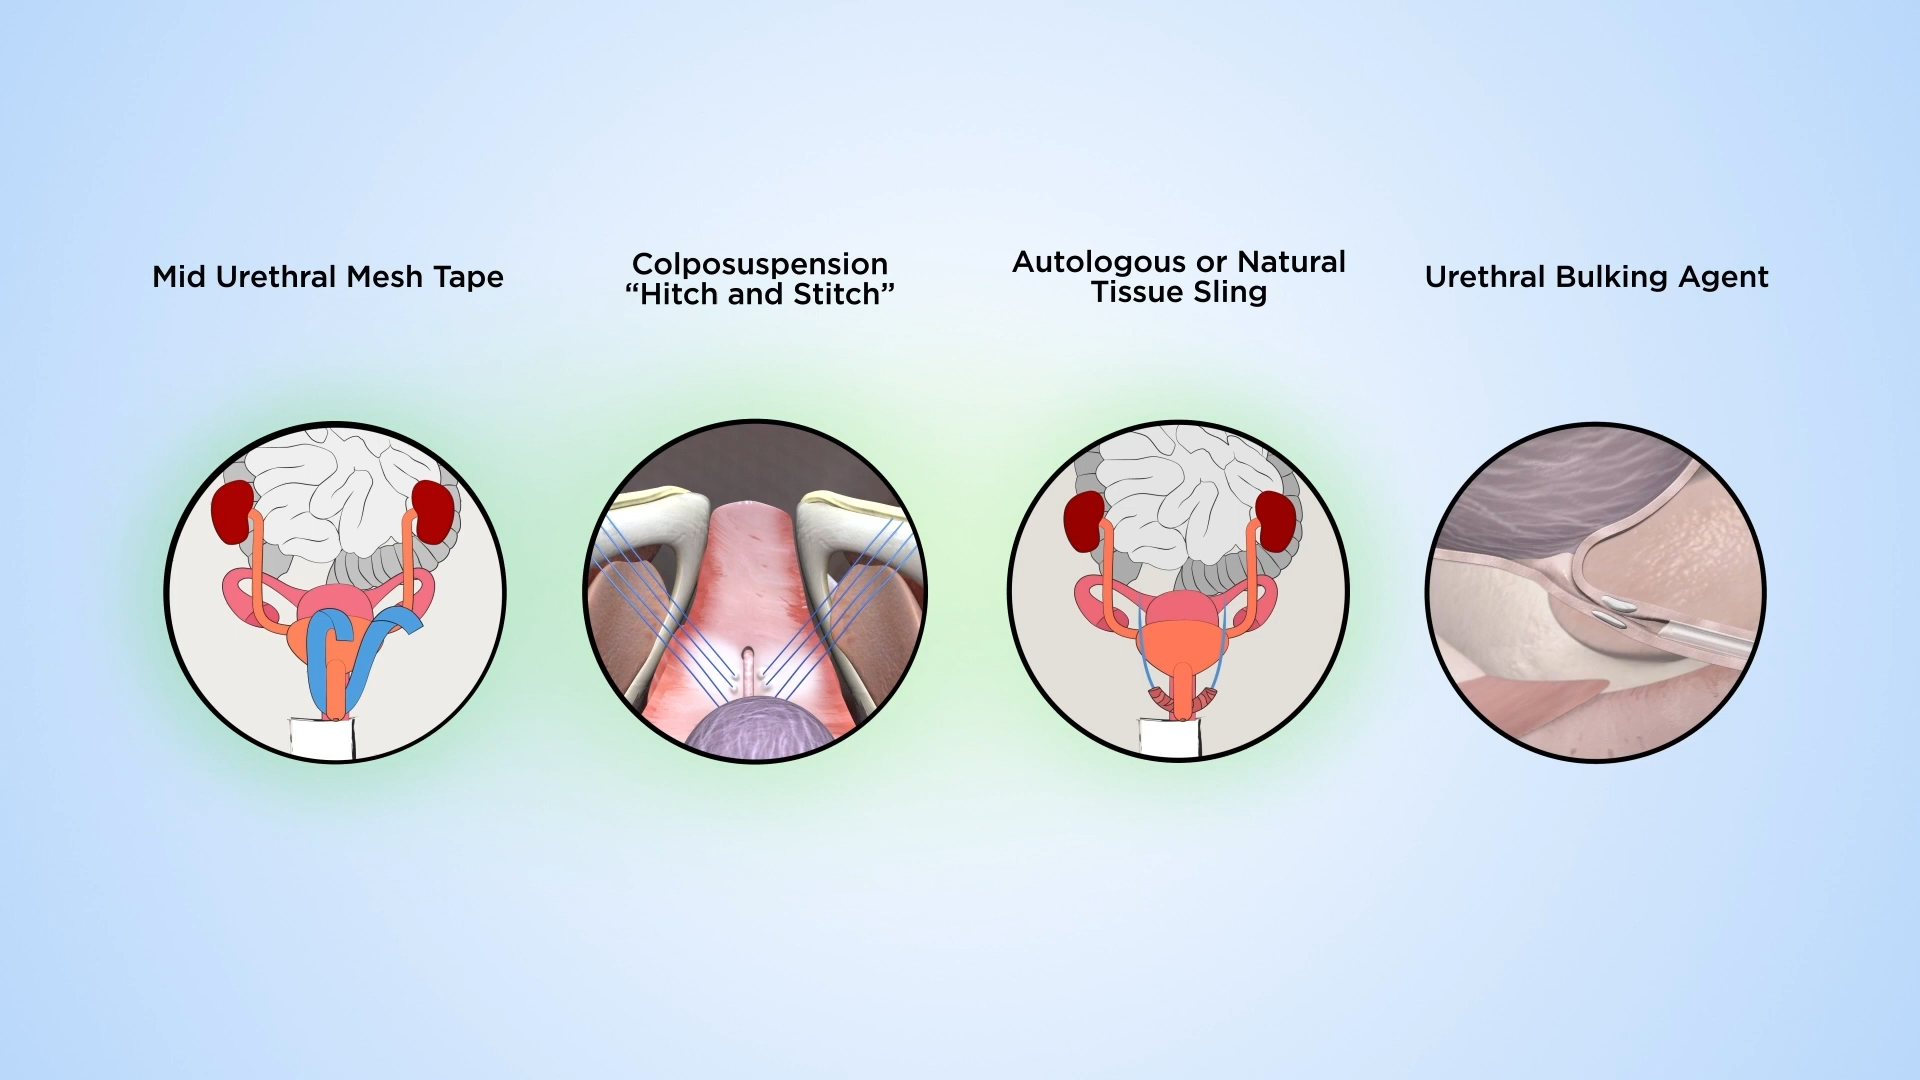 Mid Urethral Mesh Tape
Colposuspension
“Hitch and Stitch”
Autologous or Natural
Tissue Sling
Urethral Bulking Agent